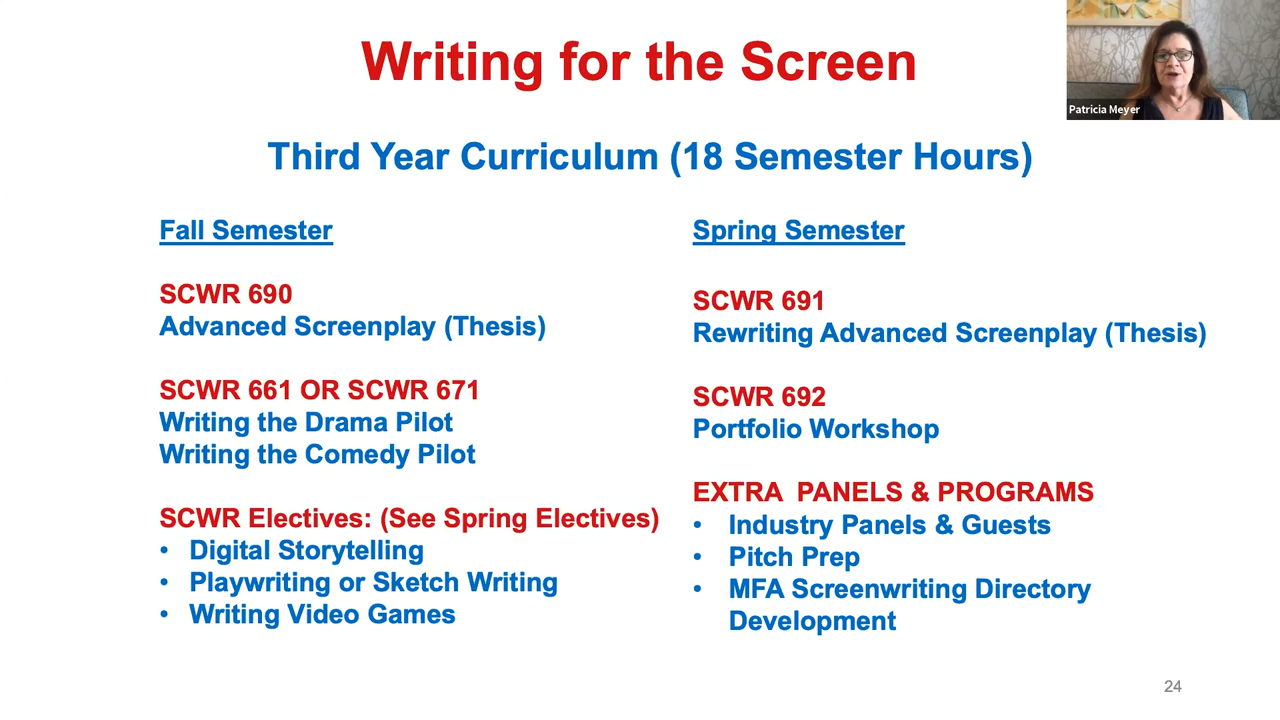 Writing for the Screen
Patricia Meyer
Third Year Curriculum (18 Semester Hours)
Fall Semester
SCWR 690
Advanced Screenplay (Thesis)
SCWR 661 OR SCWR 671
Writing the Drama Pilot
Writing the Comedy Pilot
SCWR Electives: (See Spring Electives)
• Digital Storytelling
• Playwriting or Sketch Writing
• Writing Video Games
Spring Semester
SCWR 691
Rewriting Advanced Screenplay (Thesis)
SCWR 692
Portfolio Workshop
EXTRA PANELS & PROGRAMS
• Industry Panels & Guests
• Pitch Prep
• MFA Screenwriting Directory
Development
24